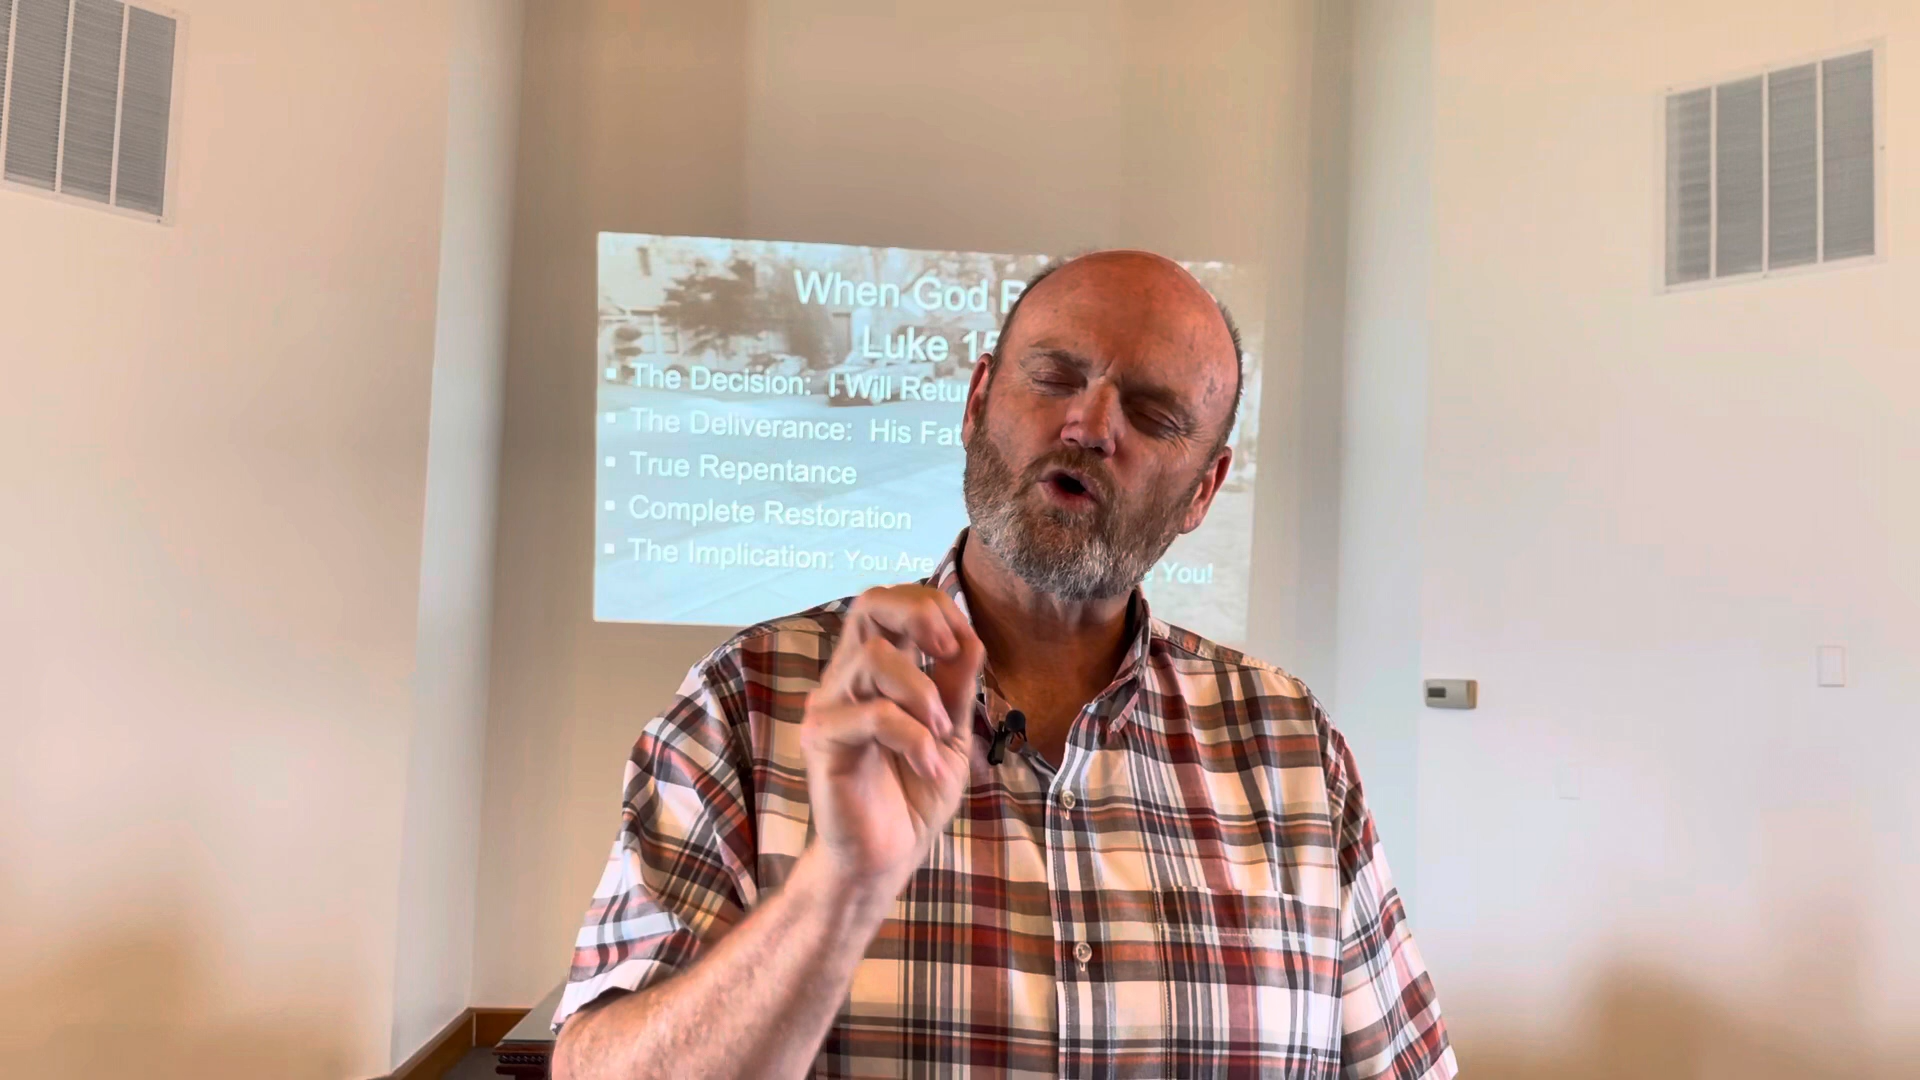 When God
Luke 15
The Decision: I Will Retur
The Deliverance: His Fat
True Repentance
Complete Restoration
The Implication: You Are You!